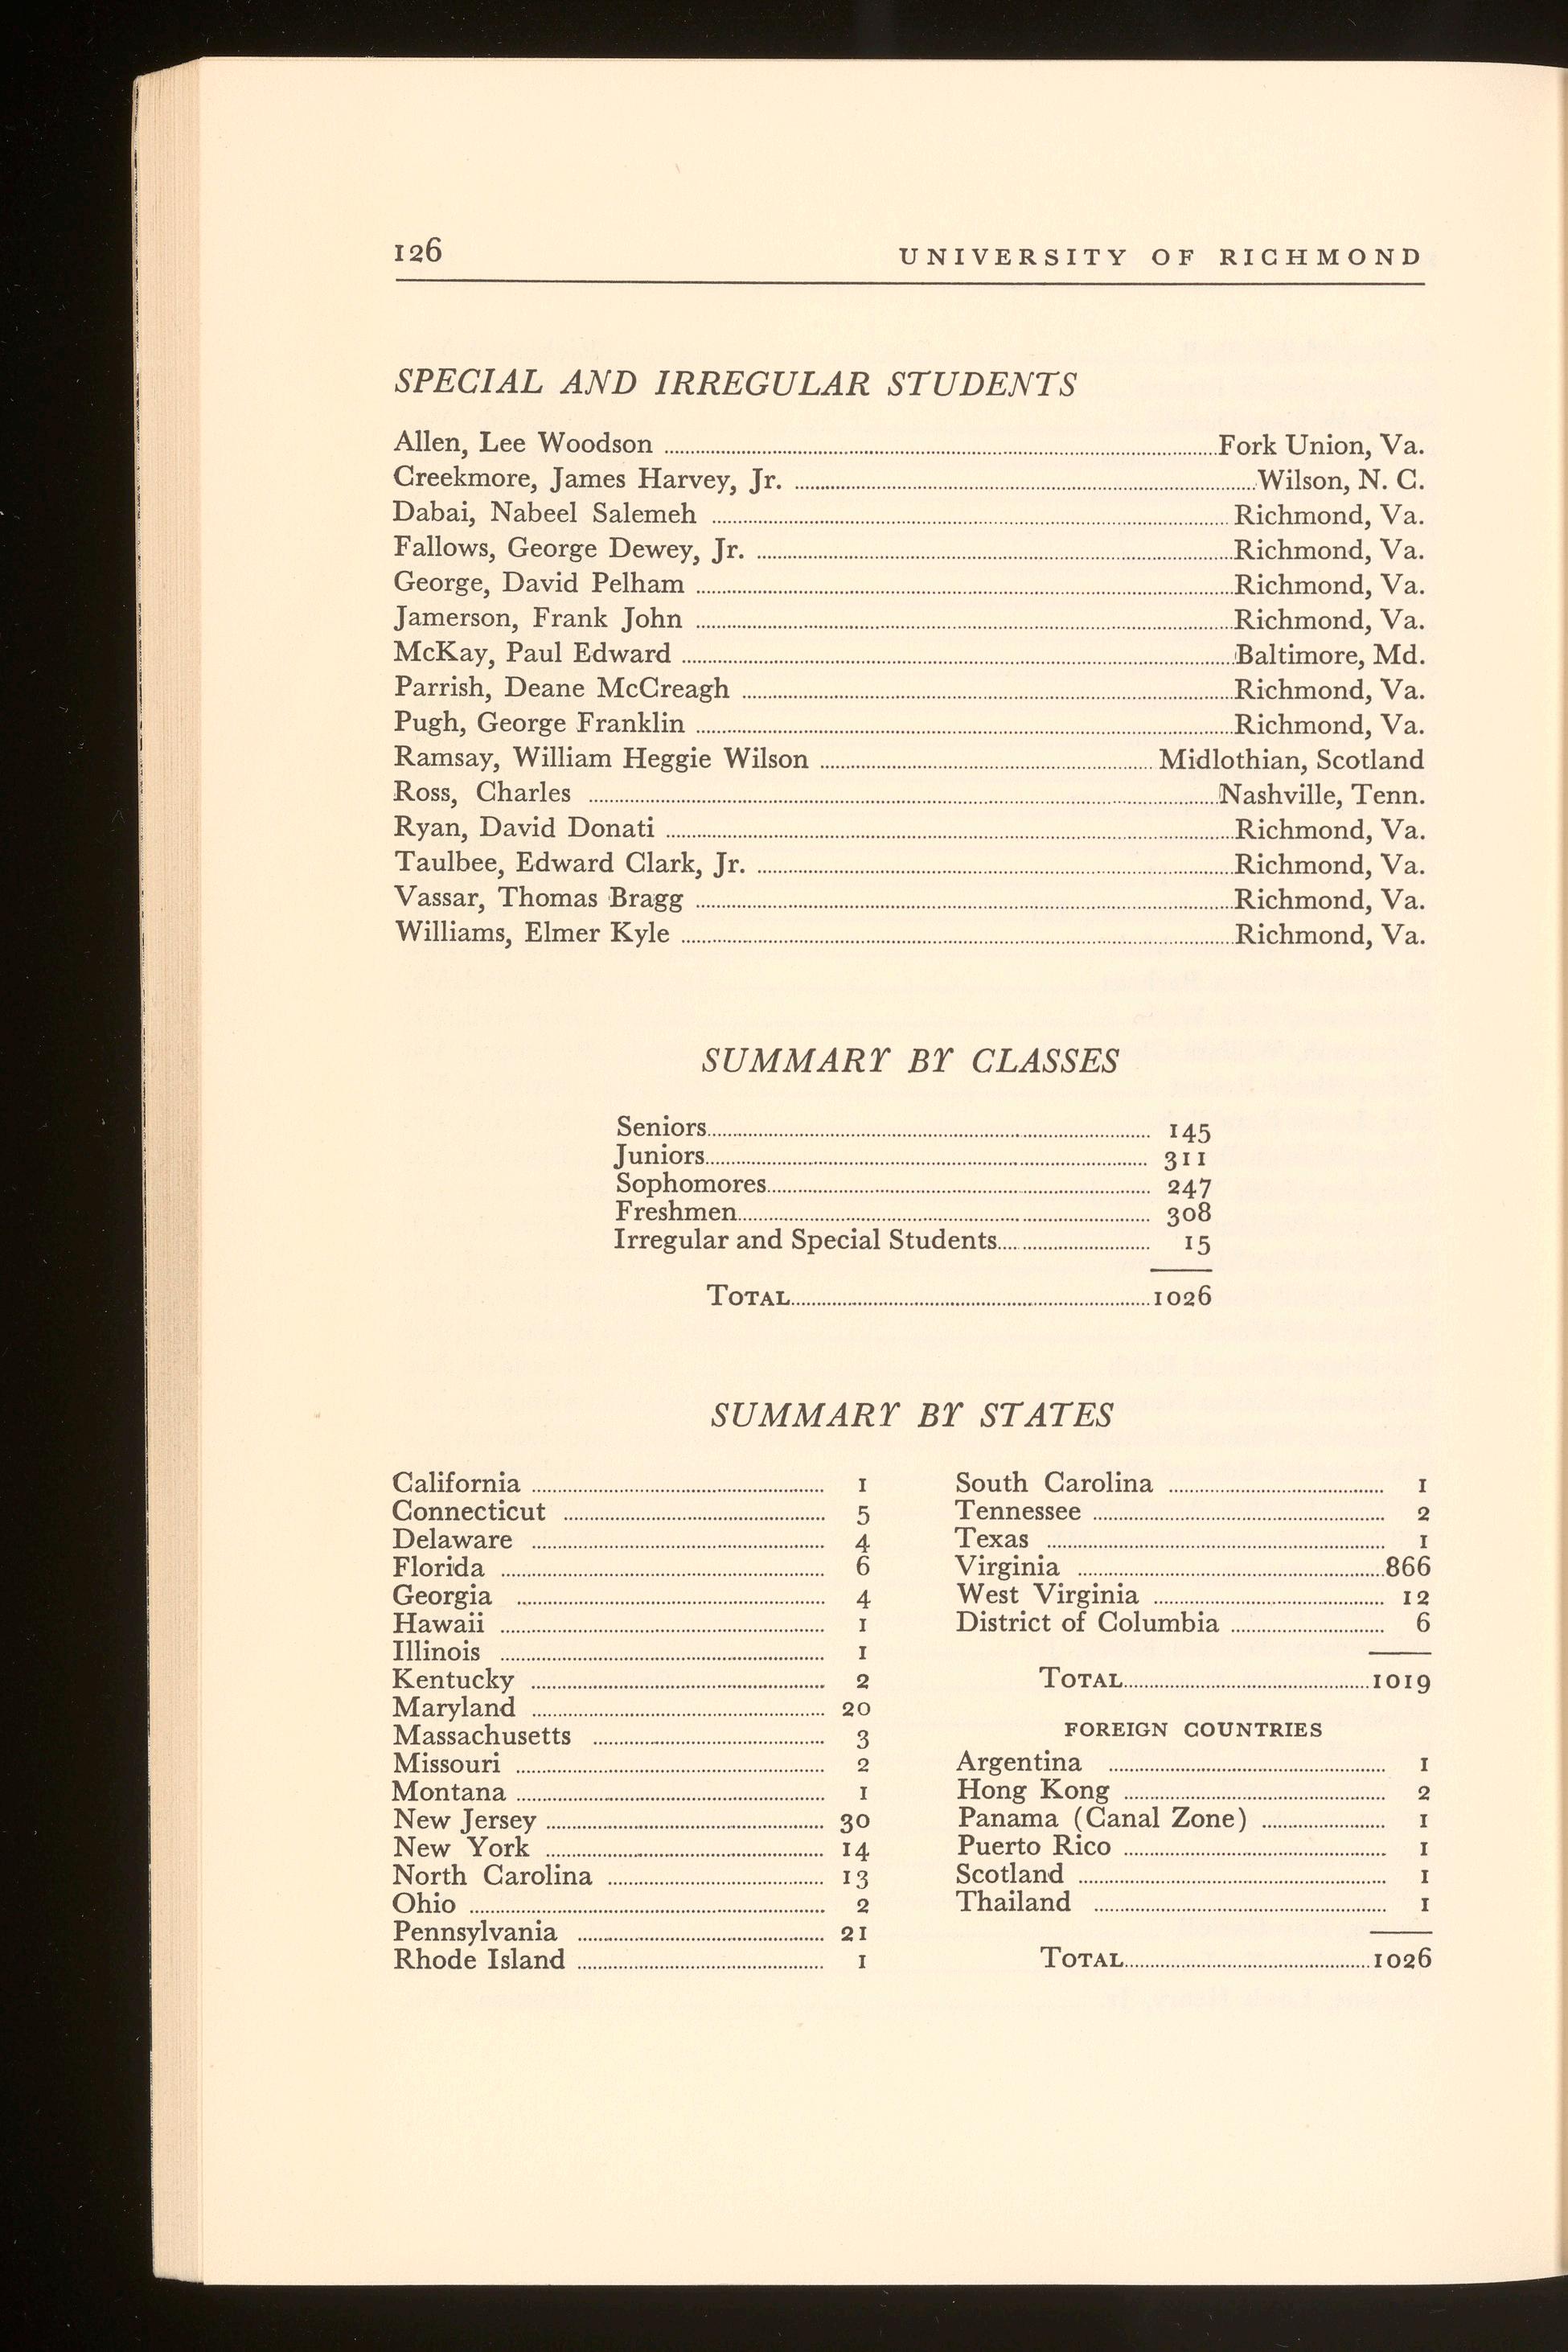 126 UNIVERSITY OF RICHMOND
SPECIAL AND IRREGULAR STUDENTS
Allen, Lee Woodson Fork Union, Va.
Creekmore, James Harvey, Jr. Wilson, N. C.
Dabai, Nabeel Salemeh Richmond, Va.
Fallows, George Dewey, Jr. Richmond, Va.
George, David Pelham Richmond, Va.
Jamerson, Frank John Richmond, Va.
McKay, Paul Edward Baltimore, Md.
Parrish, Deane McCreagh Richmond, Va.
Pugh, George Franklin Richmond, Va.
Ramsay, William Heggie Wilson Midlothian, Scotland
Ross, Charles Nashville, Tenn.
Ryan, David Donati Richmond, Va.
Taulbee, Edward Clark, Jr. Richmond, Va.
Vassar, Thomas Bragg Richmond, Va.
Williams, Elmer Kyle Richmond, Va.
SUMMARY BY CLASSES
Seniors 145
Juniors 311
Sophomores 247
Freshmen 308
Irregular and Special Students 15
TOTAL 1026
SUMMARY BY STATES
California 1
Connecticut 5
Delaware 4
Florida 6
Georgia 4
Hawaii 1
Illinois 1
Kentucky 2
Maryland 20
Massachusetts 3
Missouri 2
Montana 1
New Jersey 30
New York 14
North Carolina 13
Ohio 2
Pennsylvania 21
Rhode Island 1
South Carolina 1
Tennessee 2
Texas 1
Virginia 866
West Virginia 12
District of Columbia 6
TOTAL 1019
FOREIGN COUNTRIES
Argentina 1
Hong Kong 2
Panama (Canal Zone) 1
Puerto Rico 1
Scotland 1
Thailand 1
TOTAL 1026